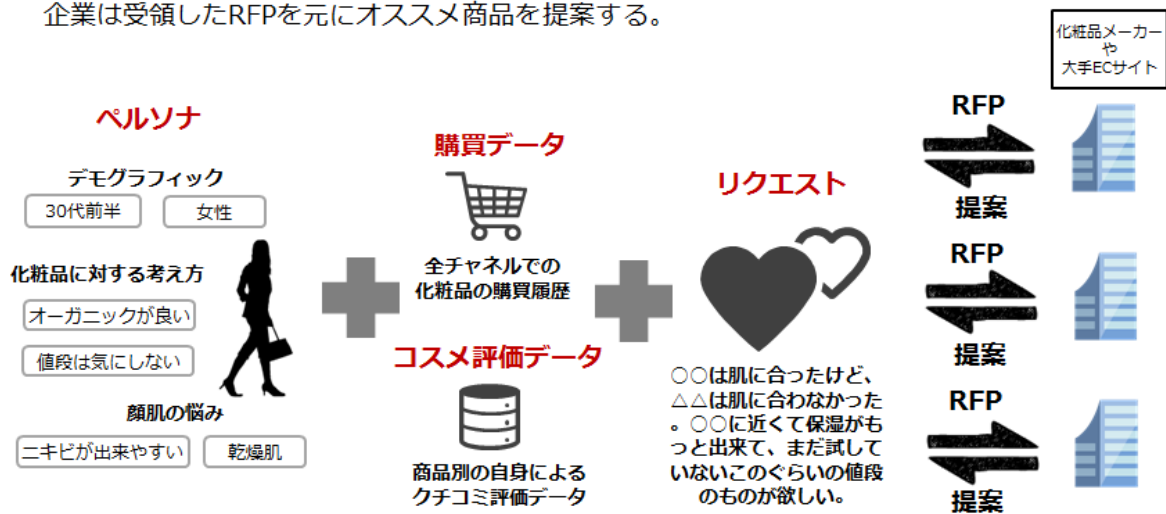 企業は受領したRFPを元にオススメ商品を提案する。
化粧品メーカー
や
大手ECサイト
ペルソナ
デモグラフィック
30代前半
女性
化粧品に対する考え方
オーガニックが良い
値段は気にしない
顔肌の悩み
ニキビが出来やすい
乾燥肌
購買データ
全チャネルでの
化粧品の購買履歴
コスメ評価データ
商品別の自身による
クチコミ評価データ
リクエスト
○○は肌に合ったけど、
△△は肌に合わなかった
。○○に近くて保湿がも
っと出来て、まだ試して
いないこのぐらいの値段
のものが欲しい。
RFP
提案
RFP
提案
RFP
提案